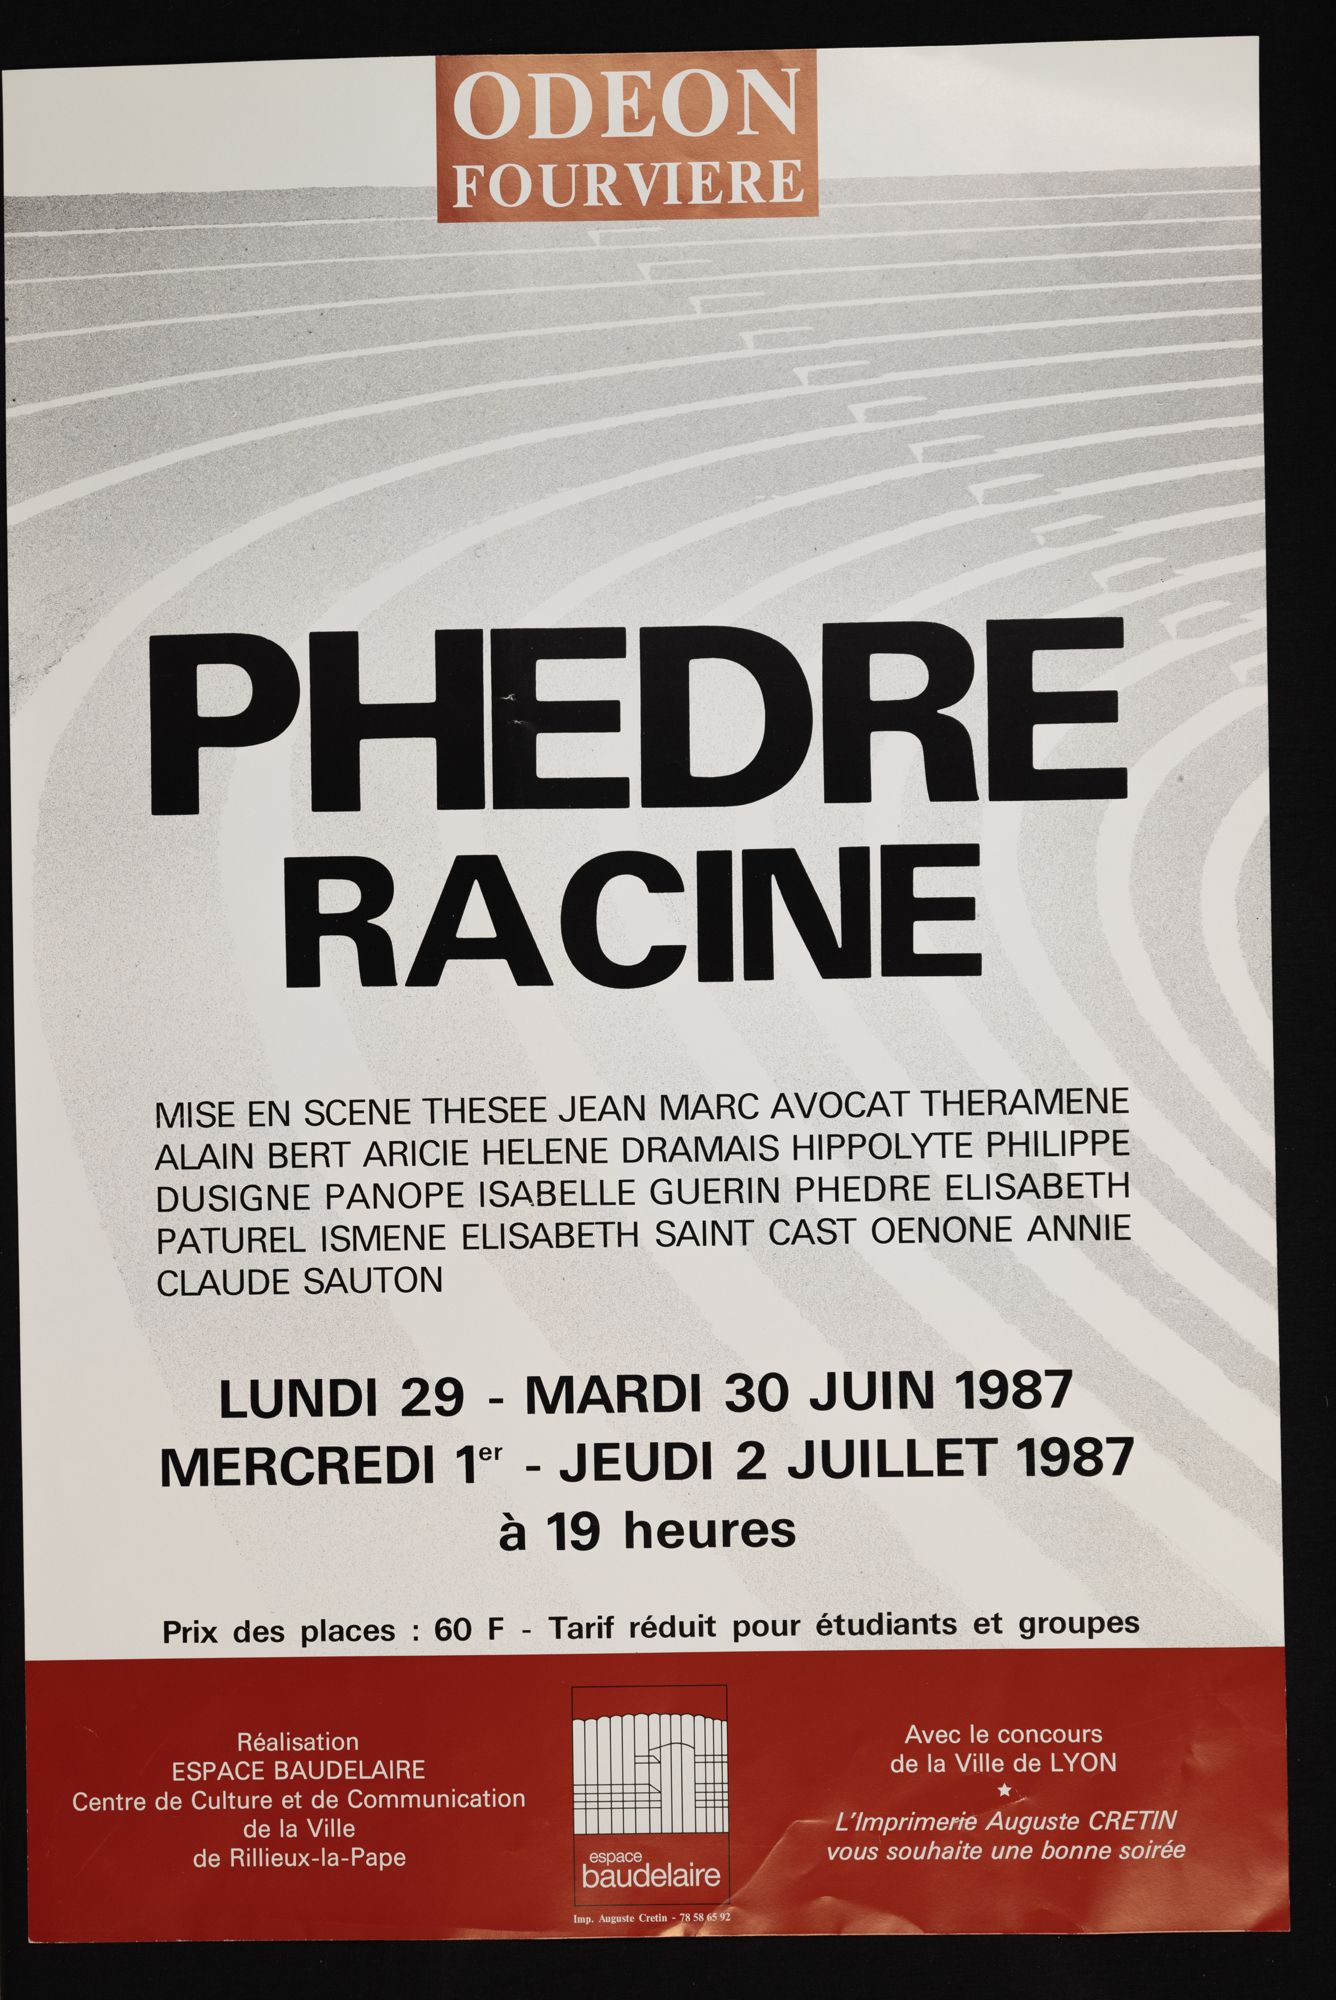 ODEON
FOURVIERE
PHEDRE
RACINE
MISE EN SCENE THESEE JEAN MARC AVOCAT THERAMENE
ALAIN BERT ARICIE HELENE DRAMAIS HIPPOLYTE PHILIPPE
DUSIGNE PANOPE ISABELLE GUERIN PHEDRE ELISABETH
PATUREL ISMENE ELISABETH SAINT CAST OENONE ANNIE
CLAUDE SAUTON
LUNDI 29 - MARDI 30 JUIN 1987
MERCREDI 1er - JEUDI 2 JUILLET 1987
à 19 heures
Prix des places : 60 F - Tarif réduit pour étudiants et groupes
Réalisation
ESPACE BAUDELAIRE
Centre de Culture et de Communication
de la Ville
de Rillieux-la-Pape
espace
baudelaire
Imp. Auguste Cretin - 78 58 65 92
Avec le concours
de la Ville de LYON
★
L'Imprimerie Auguste CRETIN
vous souhaite une bonne soirée